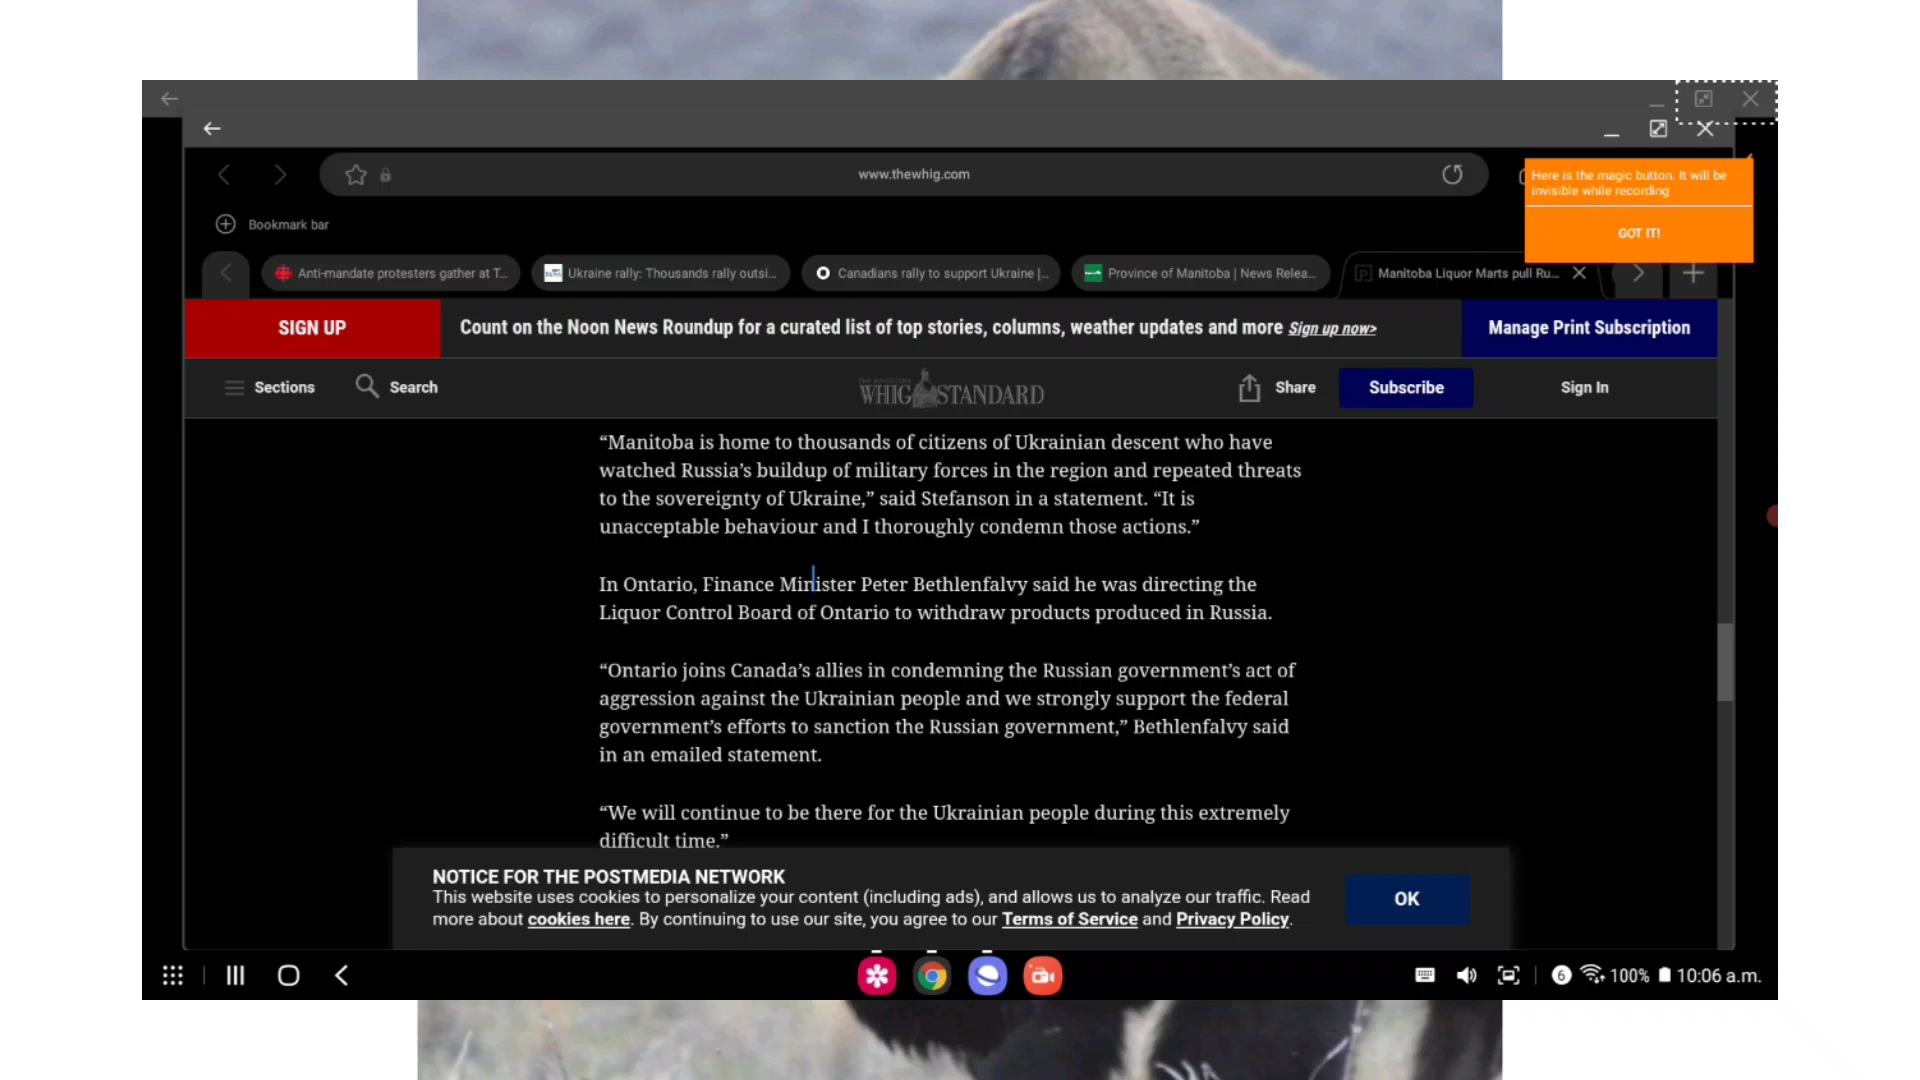 www.thewhig.com
Here is the magic button. It will be
invisible while recording
GOT IT!
Bookmark bar
Anti-mandate protesters gather at T...
Ukraine rally: Thousands rally outsi...
Canadians rally to support Ukraine |...
Province of Manitoba | News Relea...
Manitoba Liquor Marts pull Ru...
SIGN UP
Count on the Noon News Roundup for a curated list of top stories, columns, weather updates and more Sign up now>
Manage Print Subscription
Sections
Search
THE KINGSTON
WHIG STANDARD
Share
Subscribe
Sign In
“Manitoba is home to thousands of citizens of Ukrainian descent who have
watched Russia’s buildup of military forces in the region and repeated threats
to the sovereignty of Ukraine,” said Stefanson in a statement. “It is
unacceptable behaviour and I thoroughly condemn those actions.”
In Ontario, Finance Minister Peter Bethlenfalvy said he was directing the
Liquor Control Board of Ontario to withdraw products produced in Russia.
“Ontario joins Canada’s allies in condemning the Russian government’s act of
aggression against the Ukrainian people and we strongly support the federal
government’s efforts to sanction the Russian government,” Bethlenfalvy said
in an emailed statement.
“We will continue to be there for the Ukrainian people during this extremely
difficult time.”
NOTICE FOR THE POSTMEDIA NETWORK
This website uses cookies to personalize your content (including ads), and allows us to analyze our traffic. Read
more about cookies here. By continuing to use our site, you agree to our Terms of Service and Privacy Policy.
OK
6 100% 10:06 a.m.